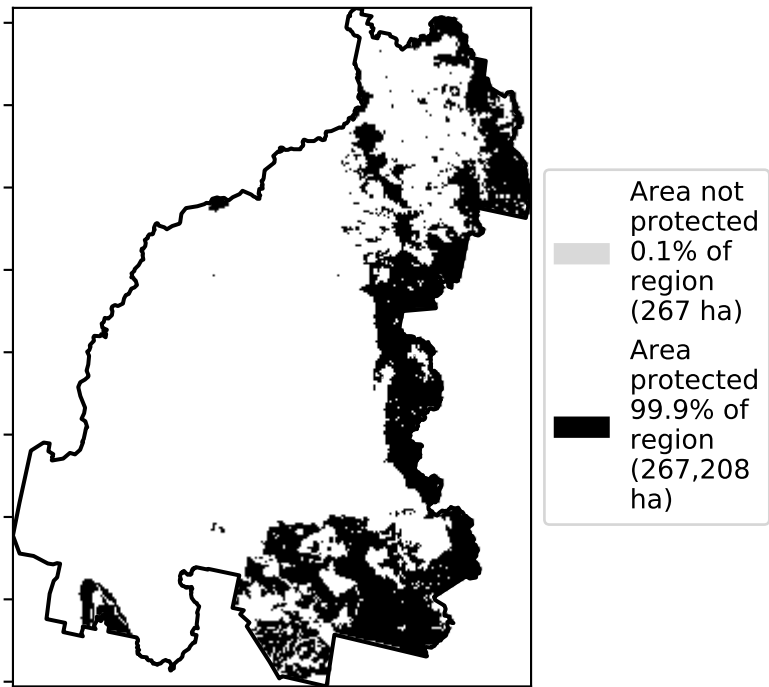 Area not
protected
0.1% of
region
(267 ha)
Area
protected
99.9% of
region
(267,208
ha)